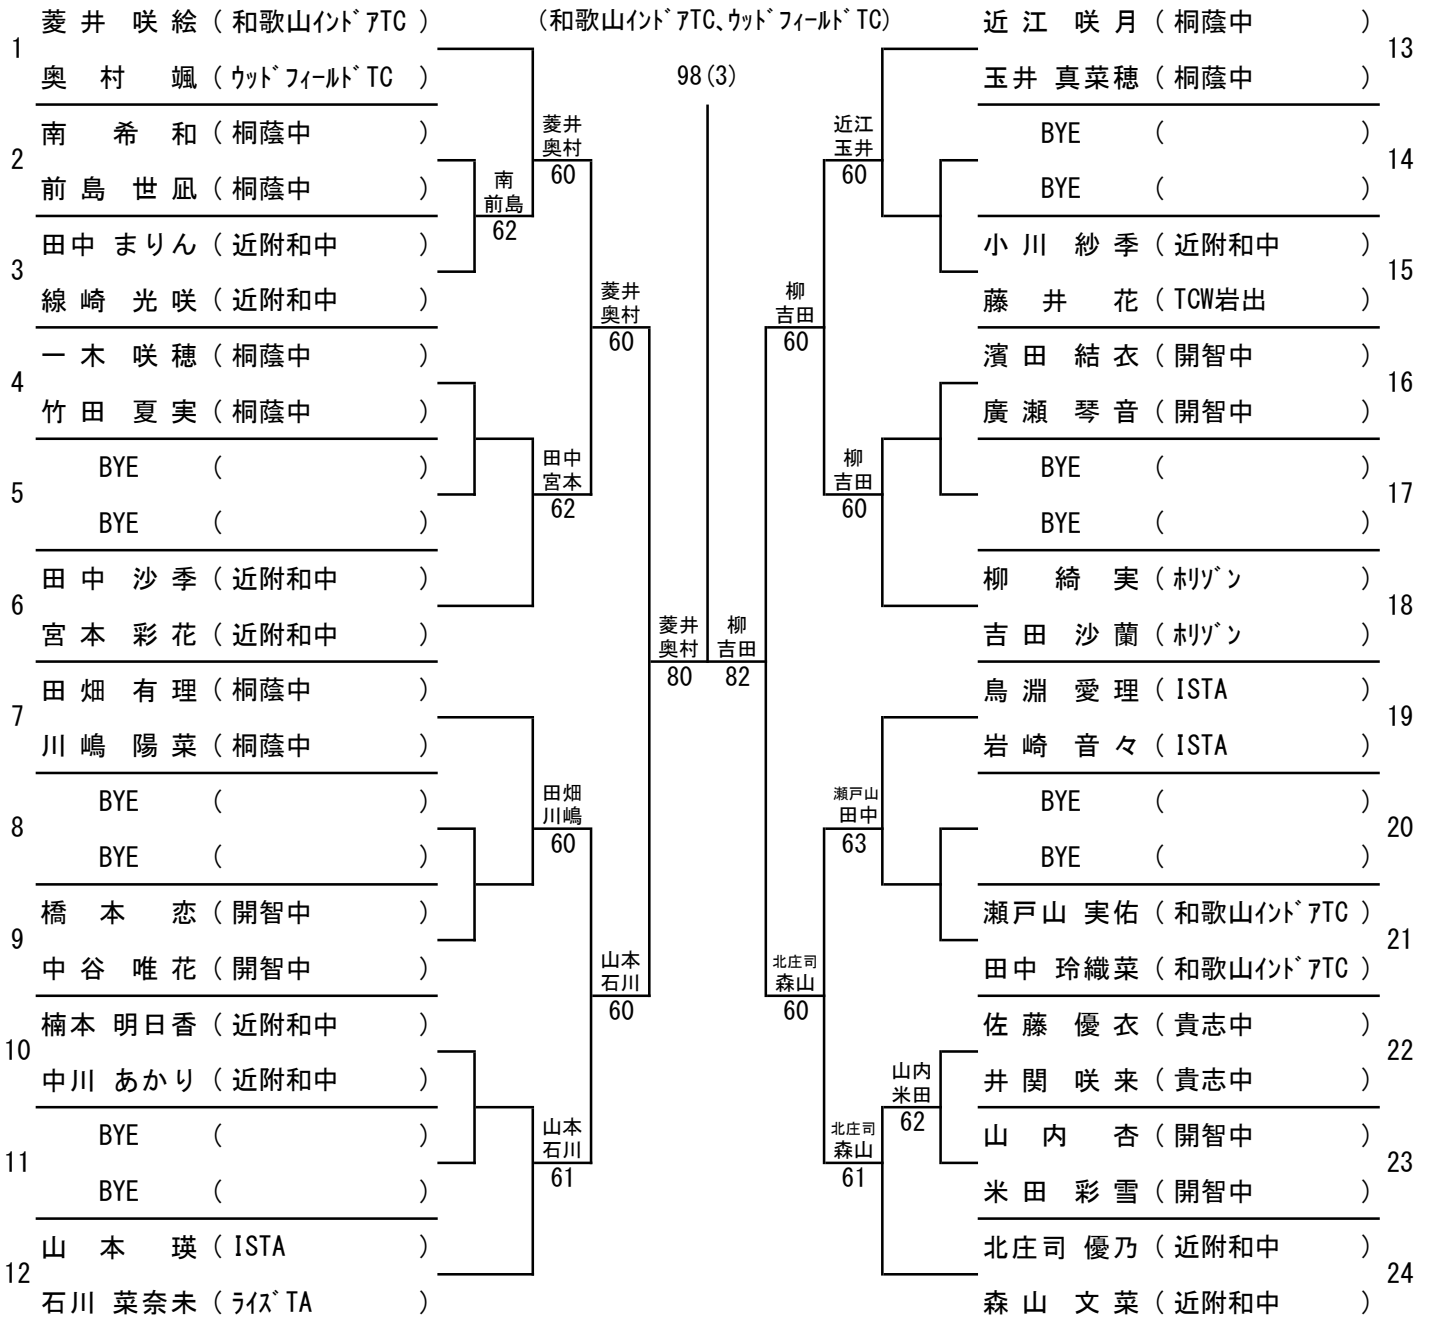 (和歌山ｲﾝﾄﾞｱTC､ｳｯﾄﾞﾌｨｰﾙﾄﾞTC)
98(3)
1
菱井 咲絵 ( 和歌山ｲﾝﾄﾞｱTC )
奥村 颯 ( ｳｯﾄﾞﾌｨｰﾙﾄﾞTC )
2
南 希和 ( 桐蔭中 )
前島 世凪 ( 桐蔭中 )
3
田中 まりん ( 近附和中 )
線崎 光咲 ( 近附和中 )
4
一木 咲穂 ( 桐蔭中 )
竹田 夏実 ( 桐蔭中 )
5
BYE ( )
BYE ( )
6
田中 沙季 ( 近附和中 )
宮本 彩花 ( 近附和中 )
7
田畑 有理 ( 桐蔭中 )
川嶋 陽菜 ( 桐蔭中 )
8
BYE ( )
BYE ( )
9
橋本 恋 ( 開智中 )
中谷 唯花 ( 開智中 )
10
楠本 明日香 ( 近附和中 )
中川 あかり ( 近附和中 )
11
BYE ( )
BYE ( )
12
山本 瑛 ( ISTA )
石川 菜奈未 ( ﾗｲｽﾞTA )
南
前島
62
菱井
奥村
60
田中
宮本
62
田畑
川嶋
60
山本
石川
61
菱井
奥村
60
山本
石川
60
菱井
奥村
80
柳
吉田
82
柳
吉田
60
北庄司
森山
60
近江
玉井
60
柳
吉田
60
瀬戸山
田中
63
北庄司
森山
61
山内
米田
62
近江 咲月 ( 桐蔭中 )
玉井 真菜穂 ( 桐蔭中 )
13
BYE ( )
BYE ( )
14
小川 紗季 ( 近附和中 )
藤井 花 ( TCW岩出 )
15
濱田 結衣 ( 開智中 )
廣瀬 琴音 ( 開智中 )
16
BYE ( )
BYE ( )
17
柳 綺実 ( ﾎﾘｿﾞﾝ )
吉田 沙蘭 ( ﾎﾘｿﾞﾝ )
18
鳥淵 愛理 ( ISTA )
岩崎 音々 ( ISTA )
19
BYE ( )
BYE ( )
20
瀬戸山 実佑 ( 和歌山ｲﾝﾄﾞｱTC )
田中 玲織菜 ( 和歌山ｲﾝﾄﾞｱTC )
21
佐藤 優衣 ( 貴志中 )
井関 咲来 ( 貴志中 )
22
山内 杏 ( 開智中 )
米田 彩雪 ( 開智中 )
23
北庄司 優乃 ( 近附和中 )
森山 文菜 ( 近附和中 )
24